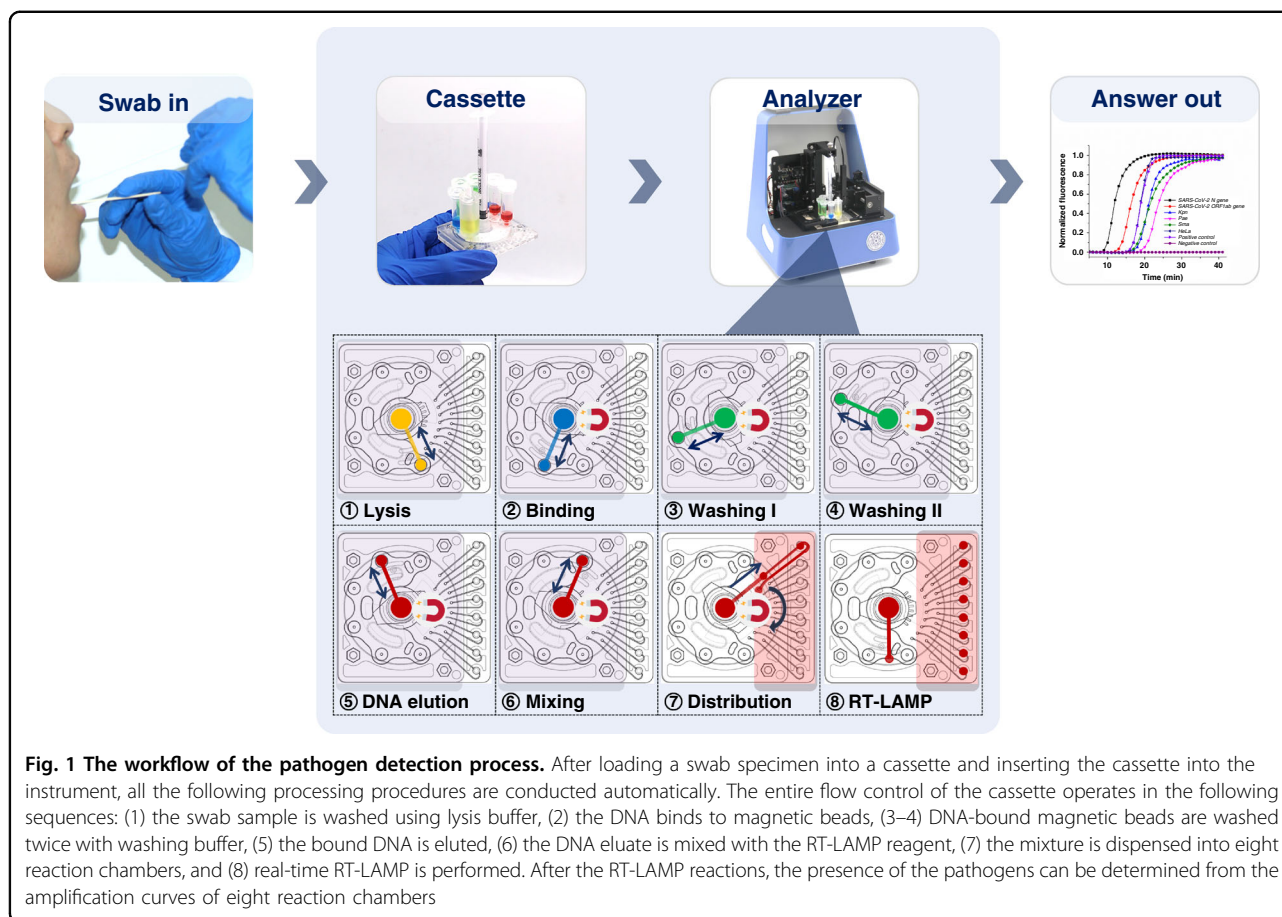 Swab in
Cassette
Analyzer
Answer out
Normalized fluorescence
1.0
0.8
0.6
0.4
0.2
0.0
10
20
30
40
Time (min)
SARS-CoV-2 N gene
SARS-CoV-2 ORF1ab gene
Kpn
Pae
Sma
HeLa
Positive control
Negative control
① Lysis
② Binding
③ Washing I
④ Washing II
⑤ DNA elution
⑥ Mixing
⑦ Distribution
⑧ RT-LAMP
Fig. 1 The workflow of the pathogen detection process. After loading a swab specimen into a cassette and inserting the cassette into the
instrument, all the following processing procedures are conducted automatically. The entire flow control of the cassette operates in the following
sequences: (1) the swab sample is washed using lysis buffer, (2) the DNA binds to magnetic beads, (3–4) DNA-bound magnetic beads are washed
twice with washing buffer, (5) the bound DNA is eluted, (6) the DNA eluate is mixed with the RT-LAMP reagent, (7) the mixture is dispensed into eight
reaction chambers, and (8) real-time RT-LAMP is performed. After the RT-LAMP reactions, the presence of the pathogens can be determined from the
amplification curves of eight reaction chambers